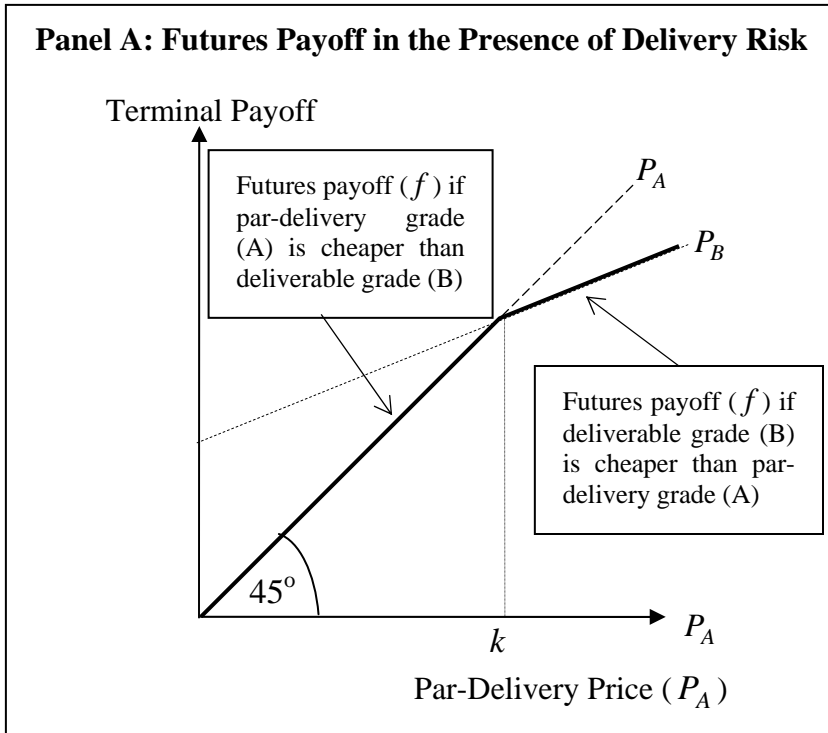 Panel A: Futures Payoff in the Presence of Delivery Risk
Terminal Payoff
Futures payoff (f) if
par-delivery grade
(A) is cheaper than
deliverable grade (B)
P_A
P_B
Futures payoff (f) if
deliverable grade (B)
is cheaper than par-
delivery grade (A)
45°
k
P_A
Par-Delivery Price (P_A)